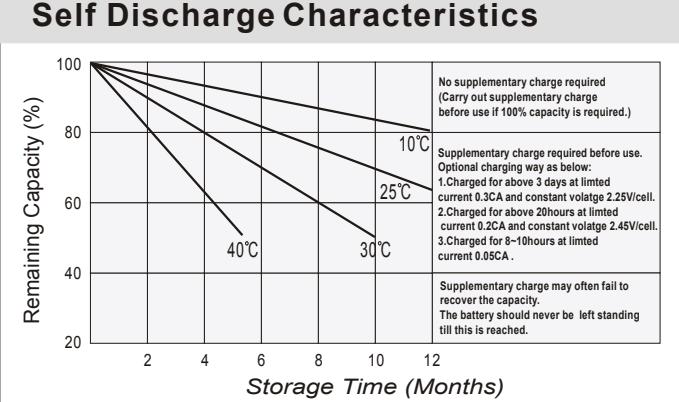 Self Discharge Characteristics
Remaining Capacity (%)
100
80
60
40
20
2 4 6 8 10 12
Storage Time (Months)
10℃
25℃
30℃
40℃
No supplementary charge required
(Carry out supplementary charge
before use if 100% capacity is required.)
Supplementary charge required before use.
Optional charging way as below:
1.Charged for above 3 days at limted
current 0.3CA and constant volatge 2.25V/cell.
2.Charged for above 20hours at limted
current 0.2CA and constant volatge 2.45V/cell.
3.Charged for 8~10hours at limted
current 0.05CA .
Supplementary charge may often fail to
recover the capacity.
The battery should never be left standing
till this is reached.